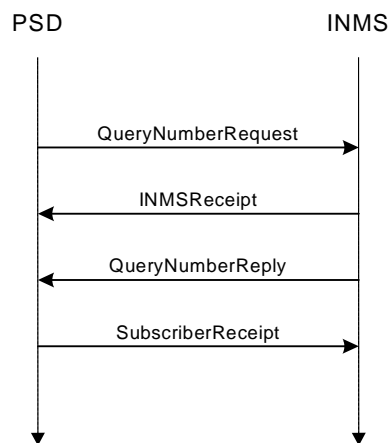 PSD INMS
QueryNumberRequest
INMSReceipt
QueryNumberReply
SubscriberReceipt